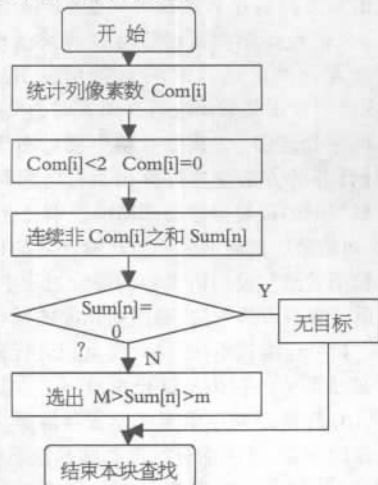 开 始
统计列像素数 Com[i]
Com[i]<2 Com[i]=0
连续非 Com[i]之和 Sum[n]
Sum[n]=
0
?
Y
无目标
N
选出 M>Sum[n]>m
结束本块查找